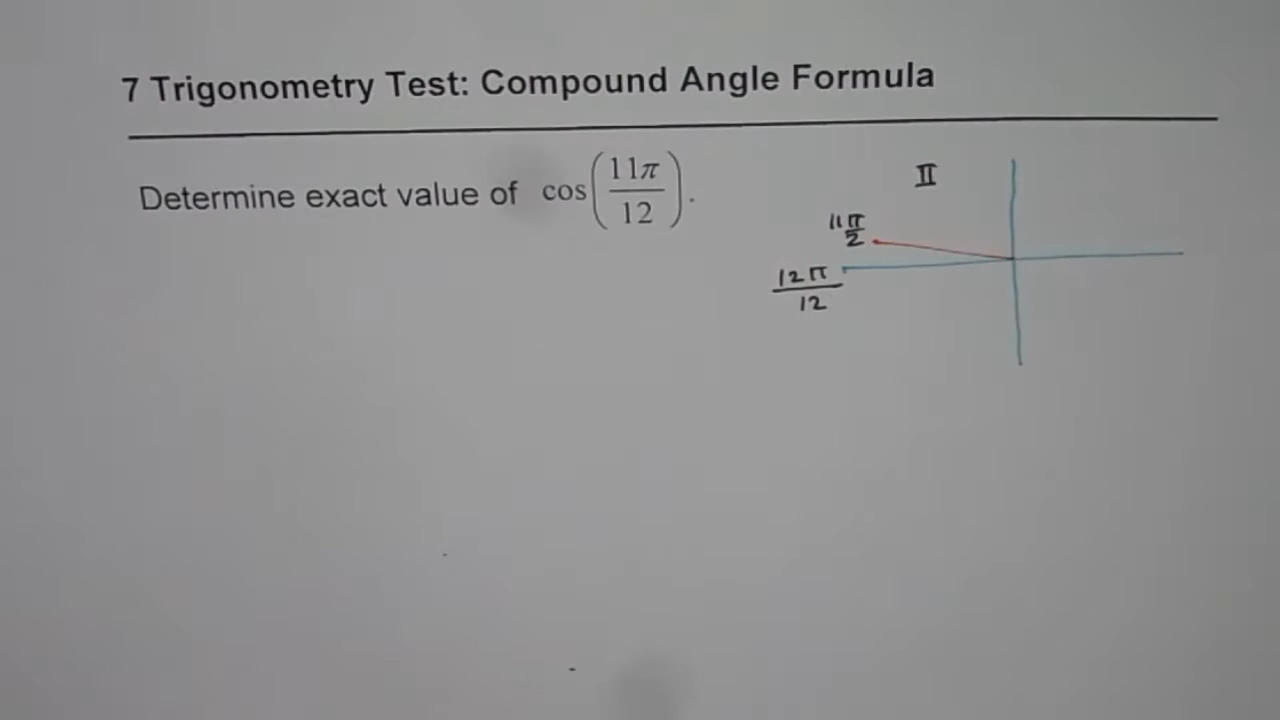 7 Trigonometry Test: Compound Angle Formula
Determine exact value of cos(11π/12).
II
11π/2
12π/12